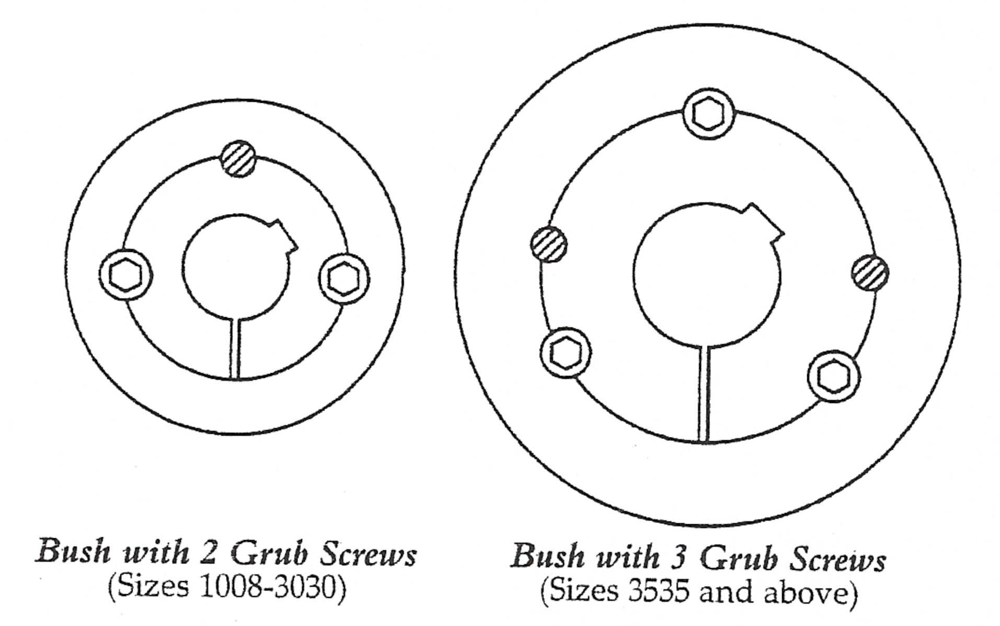 Bush with 2 Grub Screws
(Sizes 1008-3030)
Bush with 3 Grub Screws
(Sizes 3535 and above)